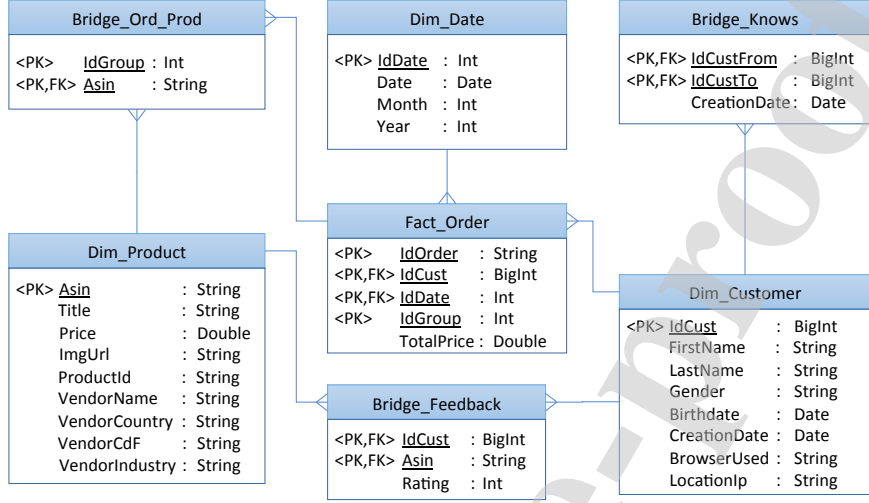 Bridge_Ord_Prod
<PK> IdGroup : Int
<PK,FK> Asin : String
Dim_Date
<PK> IdDate : Int
Date : Date
Month : Int
Year : Int
Bridge_Knows
<PK,FK> IdCustFrom : BigInt
<PK,FK> IdCustTo : BigInt
CreationDate : Date
Dim_Product
<PK> Asin : String
Title : String
Price : Double
ImgUrl : String
ProductId : String
VendorName : String
VendorCountry : String
VendorCdF : String
VendorIndustry : String
Fact_Order
<PK> IdOrder : String
<PK,FK> IdCust : BigInt
<PK,FK> IdDate : Int
<PK> IdGroup : Int
TotalPrice : Double
Dim_Customer
<PK> IdCust : BigInt
FirstName : String
LastName : String
Gender : String
Birthdate : Date
CreationDate : Date
BrowserUsed : String
LocationIp : String
Bridge_Feedback
<PK,FK> IdCust : BigInt
<PK,FK> Asin : String
Rating : Int